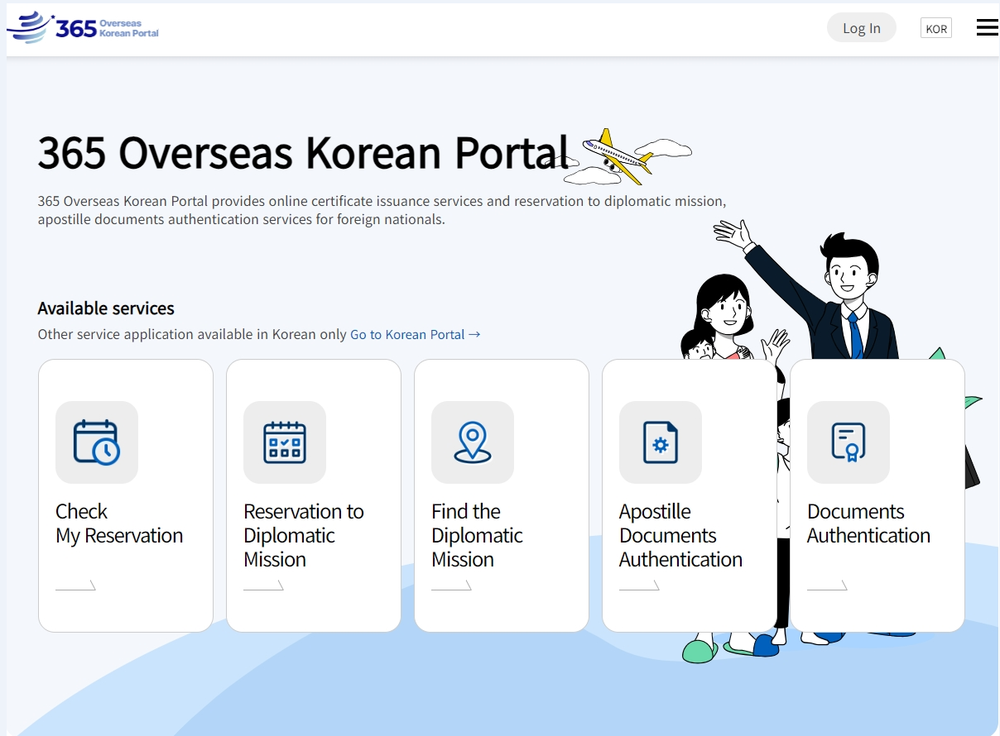 365 Overseas
Korean Portal
Log In
KOR
365 Overseas Korean Portal
365 Overseas Korean Portal provides online certificate issuance services and reservation to diplomatic mission,
apostille documents authentication services for foreign nationals.
Available services
Other service application available in Korean only Go to Korean Portal →
Check
My Reservation
Reservation to
Diplomatic
Mission
Find the
Diplomatic
Mission
Apostille
Documents
Authentication
Documents
Authentication